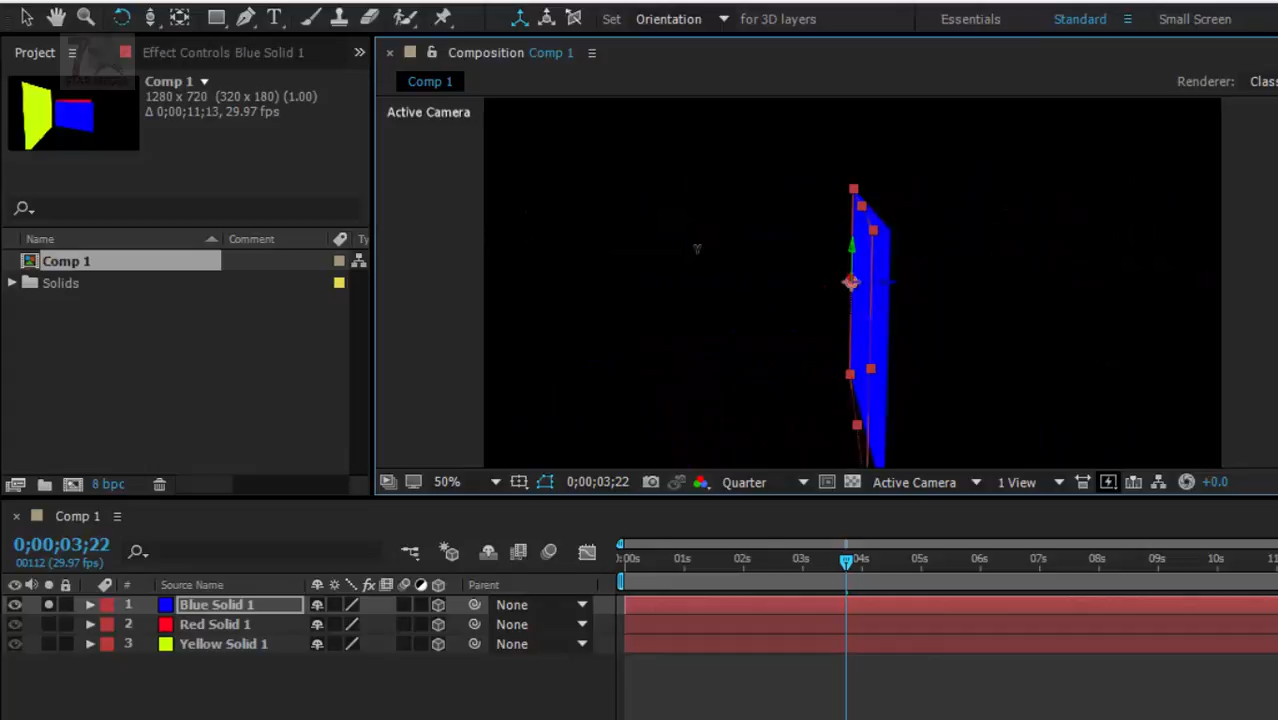 Set Orientation for 3D layers Essentials Standard Small Screen
Project Effect Controls Blue Solid 1
Composition Comp 1
Comp 1
1280 x 720 (320 x 180) (1.00)
Δ 0;00;11;13, 29.97 fps
Comp 1 Renderer: Class
Active Camera
Name Comment Ty
Comp 1
Solids
8 bpc
50% 0;00;03;22 Quarter Active Camera 1 View +0.0
Comp 1
0;00;03;22
00112 (29.97 fps)
:00s 01s 02s 03s 04s 05s 06s 07s 08s 09s 10s 11
# Source Name fx Parent
1 Blue Solid 1 None
2 Red Solid 1 None
3 Yellow Solid 1 None